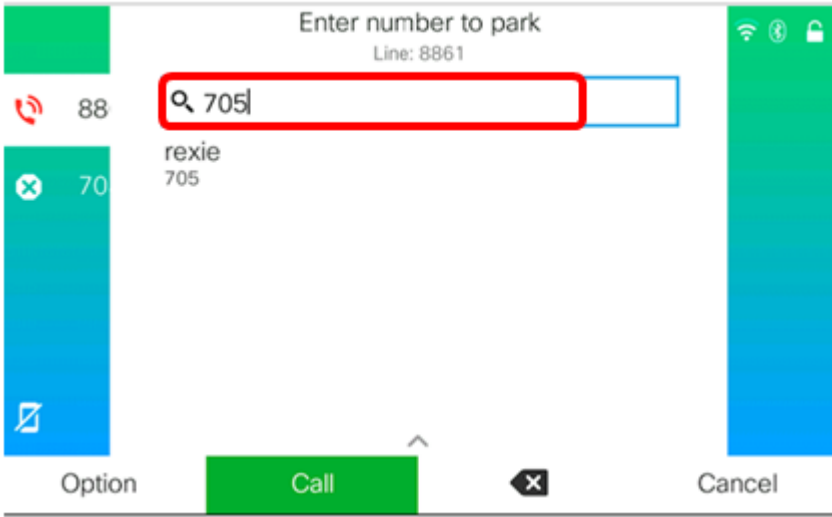 Enter number to park
Line: 8861
88
705
rexie
705
70
Option Call Cancel